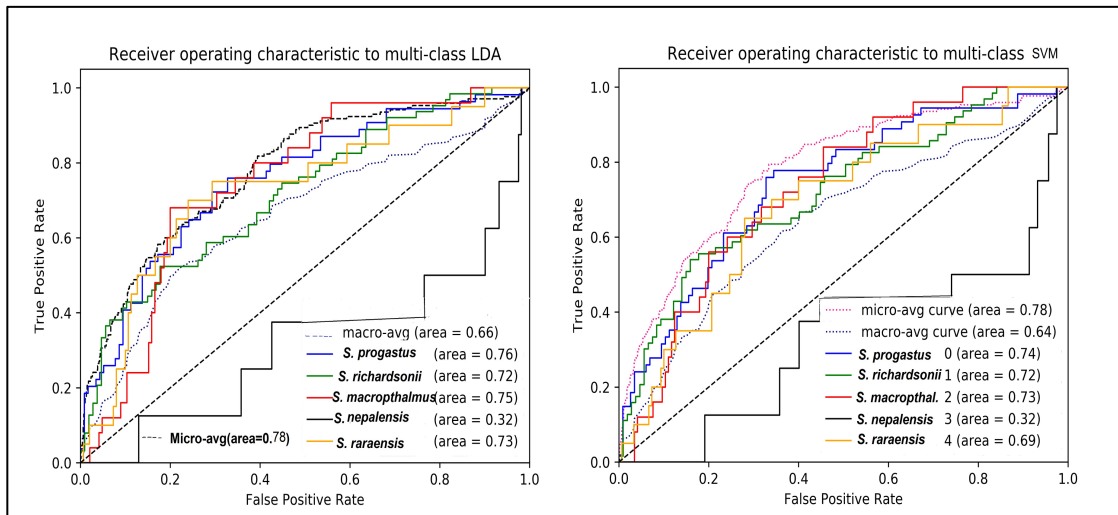 Receiver operating characteristic to multi-class LDA
True Positive Rate
1.0
0.8
0.6
0.4
0.2
0.0
macro-avg (area = 0.66)
S. progastus (area = 0.76)
S. richardsonii (area = 0.72)
S. macropthalmus (area = 0.75)
S. nepalensis (area = 0.32)
Micro-avg(area=0.78)
S. raraensis (area = 0.73)
0.0 0.2 0.4 0.6 0.8 1.0
False Positive Rate
Receiver operating characteristic to multi-class SVM
True Positive Rate
1.0
0.8
0.6
0.4
0.2
0.0
micro-avg curve (area = 0.78)
macro-avg curve (area = 0.64)
S. progastus 0 (area = 0.74)
S. richardsonii 1 (area = 0.72)
S. macropthal. 2 (area = 0.73)
S. nepalensis 3 (area = 0.32)
S. raraensis 4 (area = 0.69)
0.0 0.2 0.4 0.6 0.8 1.0
False Positive Rate